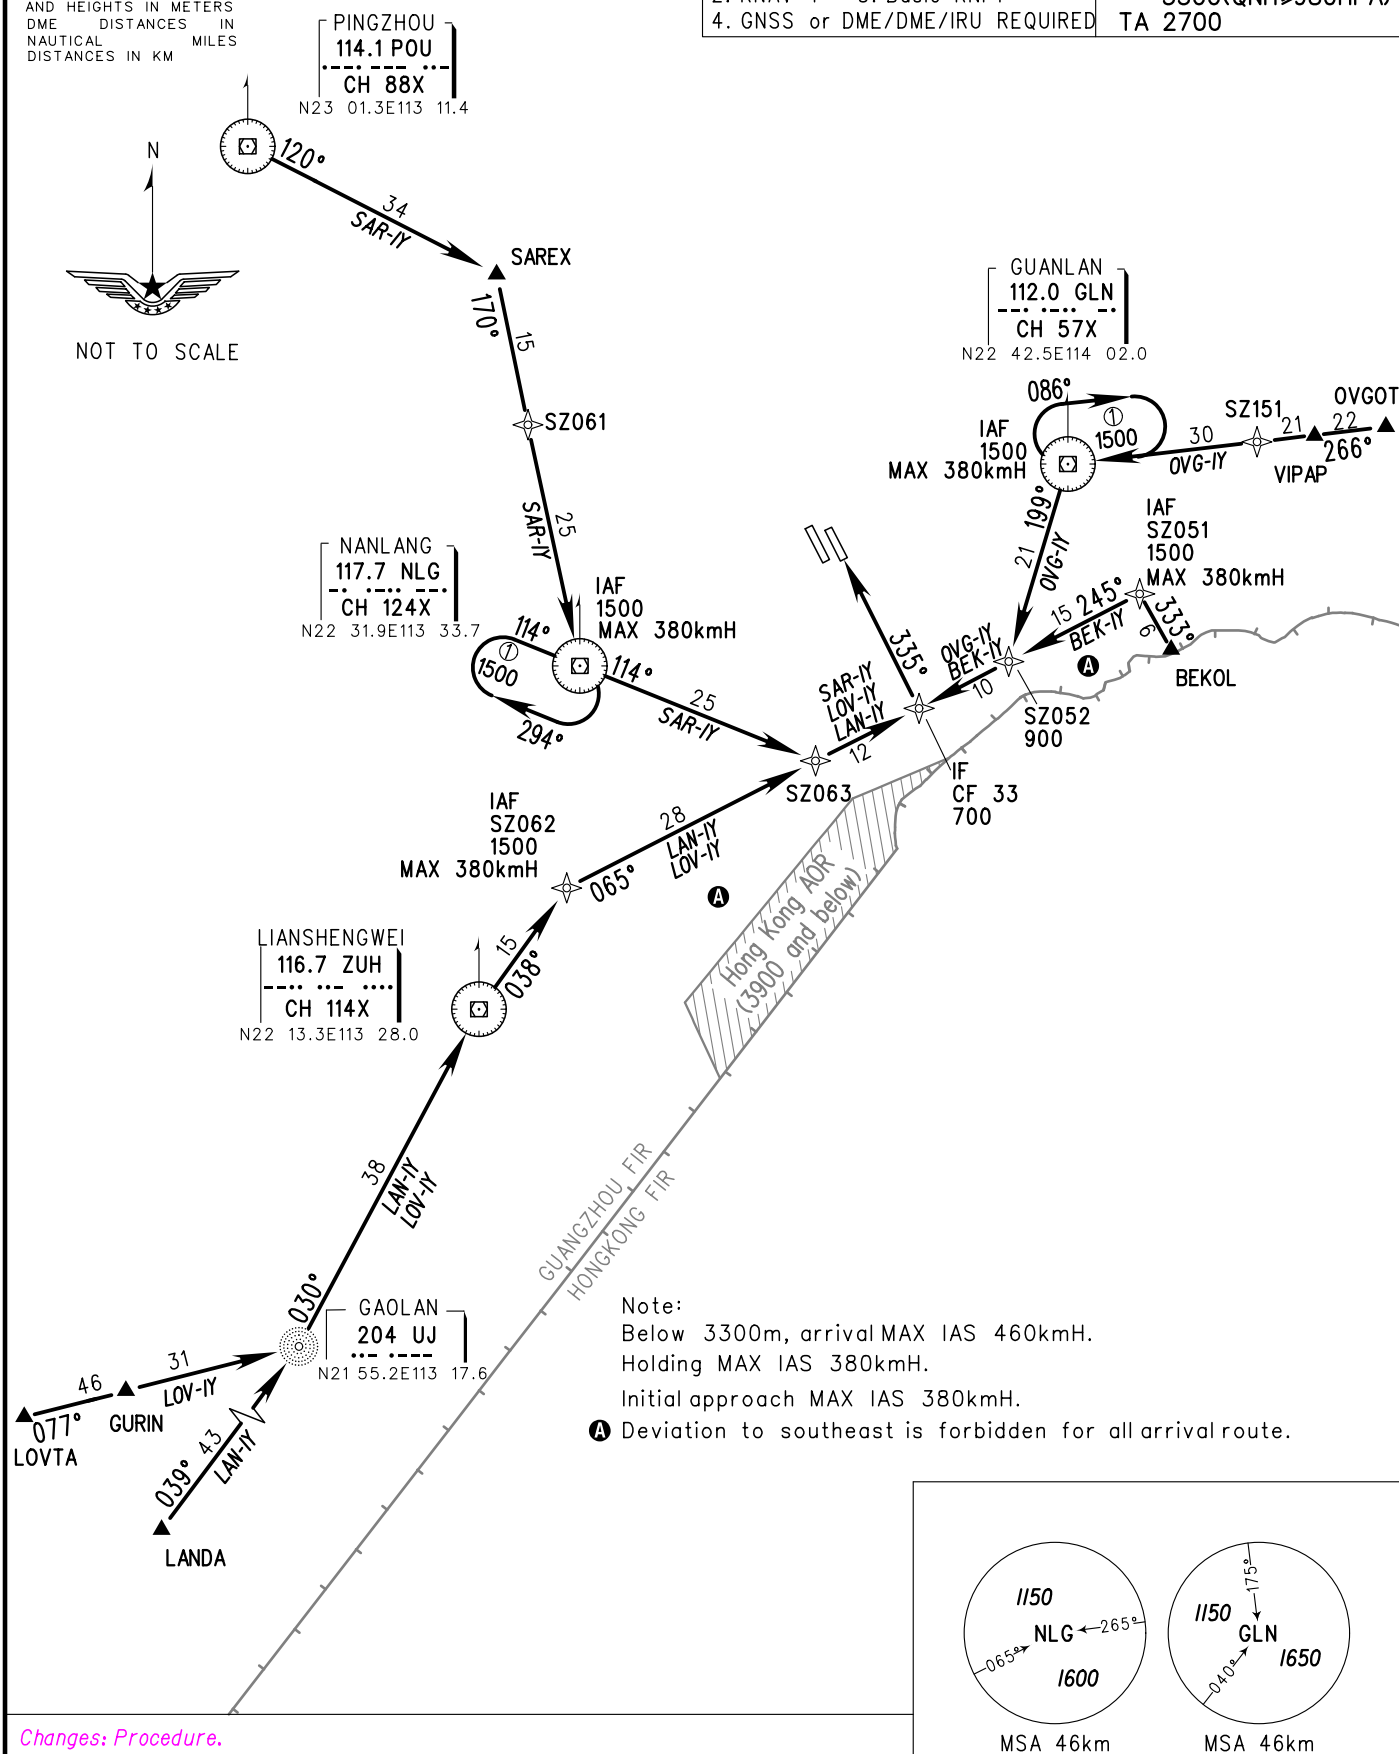 AND HEIGHTS IN METERS
DME DISTANCES IN
NAUTICAL MILES
DISTANCES IN KM
4. GNSS or DME/DME/IRU REQUIRED
TA 2700
PINGZHOU
114.1 POU
CH 88X
N23 01.3E113 11.4
N
NOT TO SCALE
120°
34
SAR-IY
SAREX
170°
15
SZ061
25
SAR-IY
GUANLAN
112.0 GLN
CH 57X
N22 42.5E114 02.0
086°
1
1500
IAF
1500
MAX 380kmH
30
OVG-IY
SZ151
21
VIPAP
22
266°
OVGOT
199°
21
OVG-IY
IAF
SZ051
1500
MAX 380kmH
333°
6
BEKOL
245°
15
BEK-IY
A
NANLANG
117.7 NLG
CH 124X
N22 31.9E113 33.7
IAF
1500
MAX 380kmH
114°
1
1500
294°
114°
25
SAR-IY
335°
OVG-IY
BEK-IY
10
SZ052
900
SAR-IY
LOV-IY
LAN-IY
12
SZ063
IF
CF 33
700
IAF
SZ062
1500
MAX 380kmH
28
LAN-IY
LOV-IY
065°
A
Hong Kong AOR
(3900 and below)
LIANSHENGWEI
116.7 ZUH
CH 114X
N22 13.3E113 28.0
15
038°
38
LAN-IY
LOV-IY
030°
GUANGZHOU FIR
HONGKONG FIR
GAOLAN
204 UJ
N21 55.2E113 17.6
46
31
LOV-IY
077°
GURIN
LOVTA
039°
43
LAN-IY
LANDA
Note:
Below 3300m, arrival MAX IAS 460kmH.
Holding MAX IAS 380kmH.
Initial approach MAX IAS 380kmH.
A Deviation to southeast is forbidden for all arrival route.
1150
NLG
265°
065°
1600
MSA 46km
175°
1150
GLN
1650
040°
MSA 46km
Changes: Procedure.